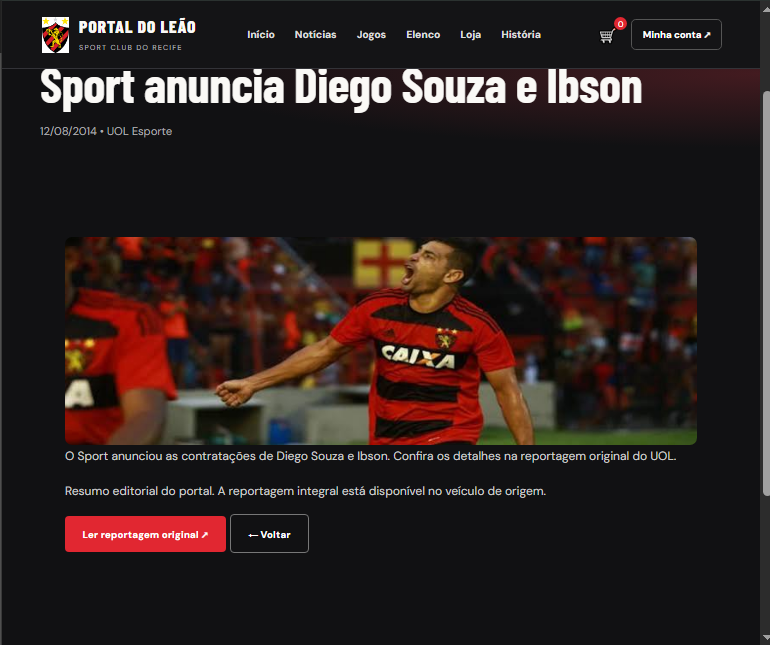 PORTAL DO LEÃO
SPORT CLUB DO RECIFE
Início Notícias Jogos Elenco Loja História
0
Minha conta ↗
Sport anuncia Diego Souza e Ibson
12/08/2014 • UOL Esporte
CAIXA
A
O Sport anunciou as contratações de Diego Souza e Ibson. Confira os detalhes na reportagem original do UOL.
Resumo editorial do portal. A reportagem integral está disponível no veículo de origem.
Ler reportagem original ↗ ← Voltar